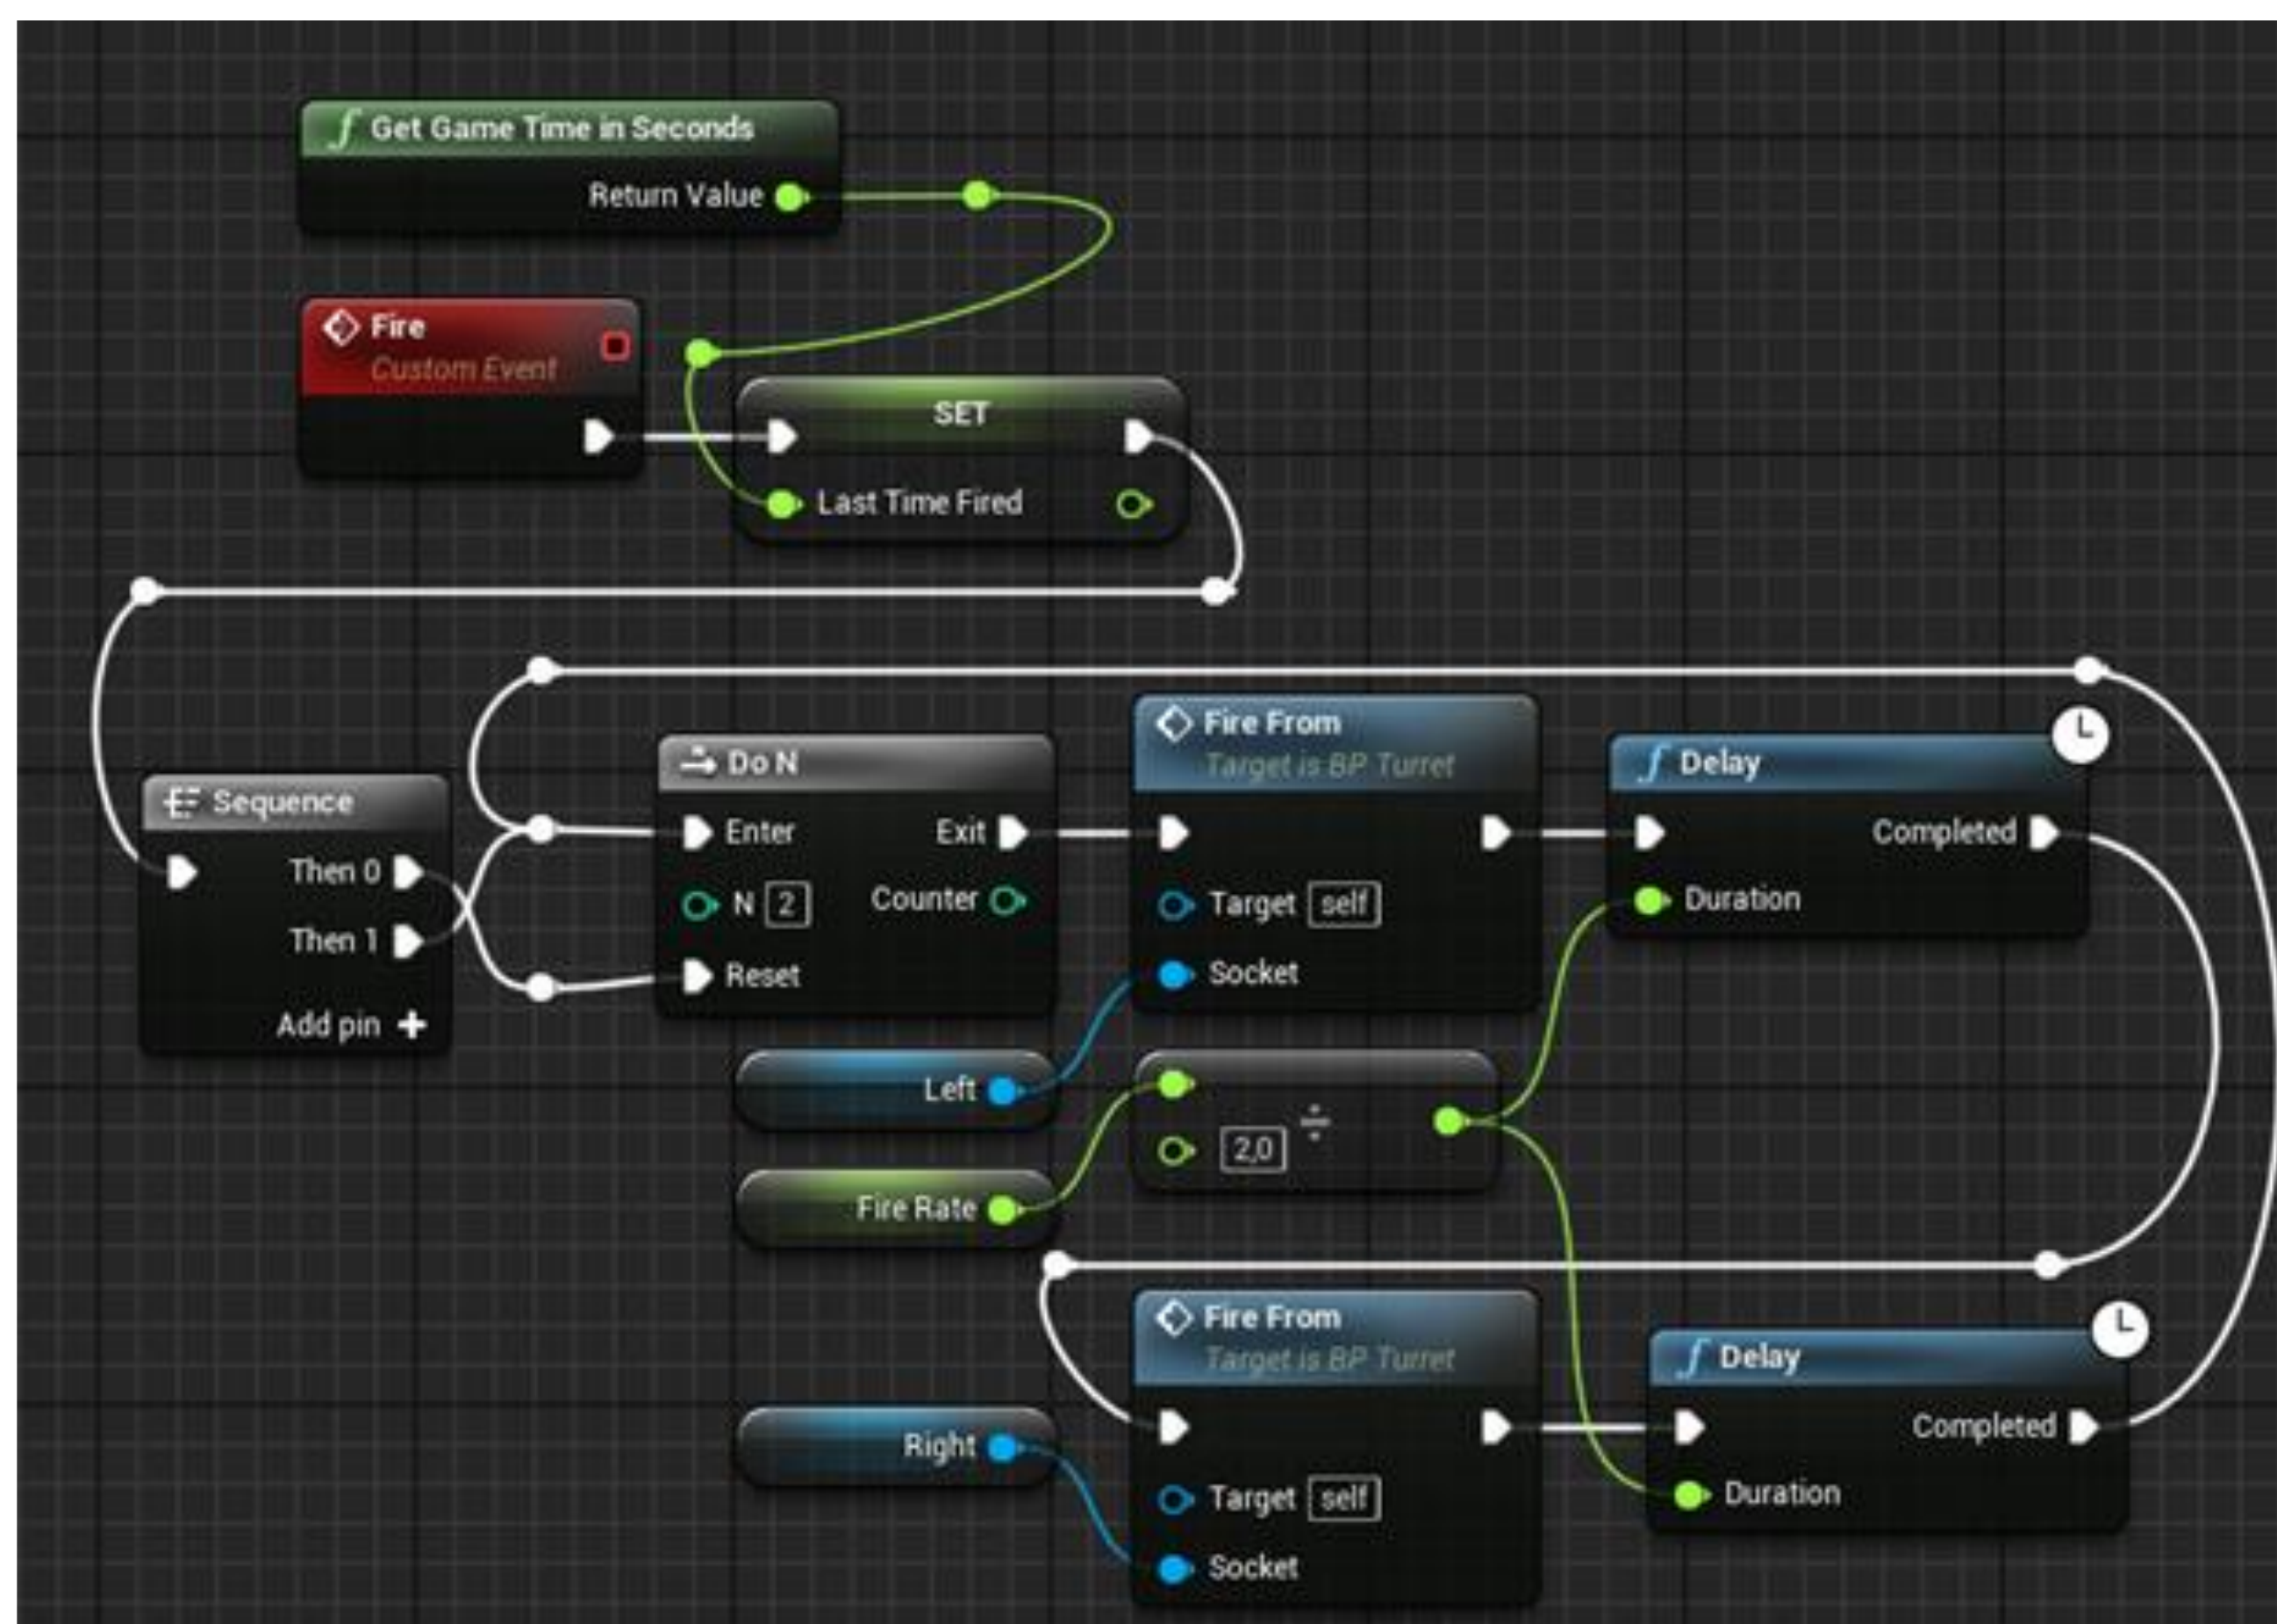 Get Game Time in Seconds
Return Value
Fire
Custom Event
SET
Last Time Fired
Sequence
Then 0
Then 1
Add pin
Do N
Enter Exit
N 2 Counter
Reset
Fire From
Target is BP Turret
Target self
Socket
Delay
Completed
Duration
Left
2,0 ÷
Fire Rate
Fire From
Target is BP Turret
Target self
Socket
Delay
Completed
Duration
Right